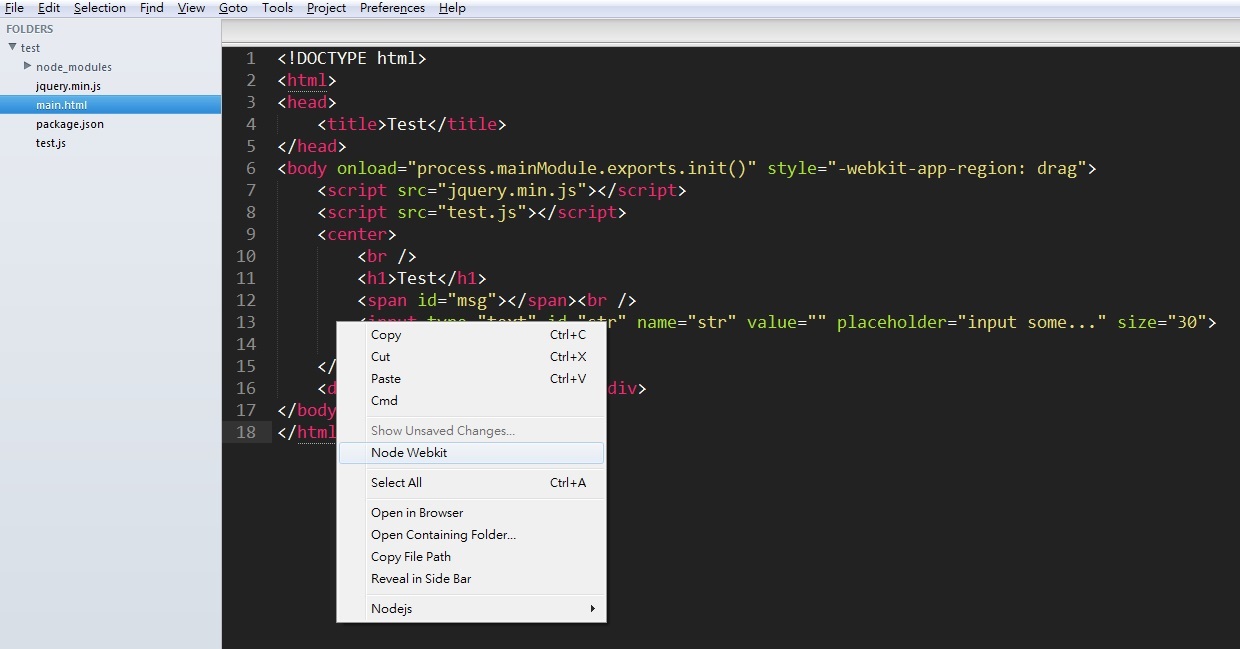 File Edit Selection Find View Goto Tools Project Preferences Help
FOLDERS
test
node_modules
jquery.min.js
main.html
package.json
test.js
1 <!DOCTYPE html>
2 <html>
3 <head>
4 <title>Test</title>
5 </head>
6 <body onload="process.mainModule.exports.init()" style="-webkit-app-region: drag">
7 <script src="jquery.min.js"></script>
8 <script src="test.js"></script>
9 <center>
10 <br />
11 <h1>Test</h1>
12 <span id="msg"></span><br />
13 <input type="text" id="str" name="str" value="" placeholder="input some..." size="30">
14
15 </
16 <d div>
17 </body
18 </html
Copy Ctrl+C
Cut Ctrl+X
Paste Ctrl+V
Cmd
Show Unsaved Changes...
Node Webkit
Select All Ctrl+A
Open in Browser
Open Containing Folder...
Copy File Path
Reveal in Side Bar
Nodejs